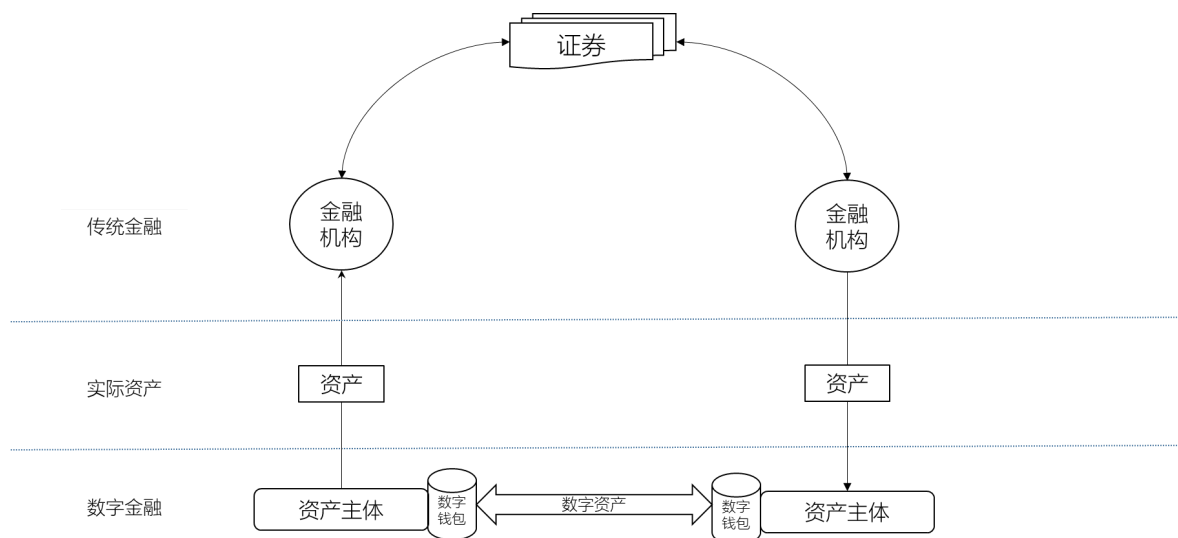 证券
金融
机构
金融
机构
传统金融
实际资产
资产
资产
数字金融
资产主体
数字
钱包
数字资产
数字
钱包
资产主体